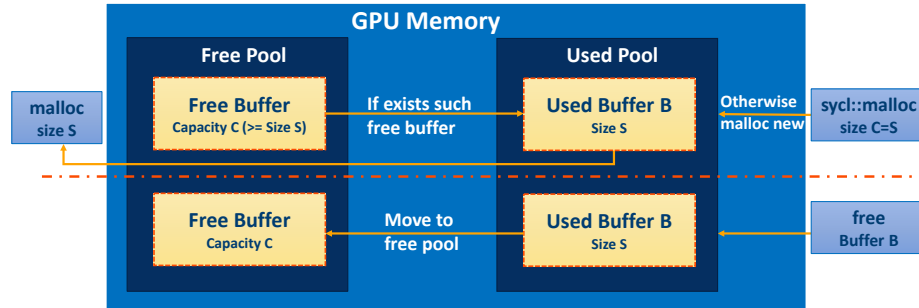 GPU Memory
Free Pool
Used Pool
malloc
size S
Free Buffer
Capacity C (>= Size S)
If exists such
free buffer
Used Buffer B
Size S
Otherwise
malloc new
sycl::malloc
size C=S
Free Buffer
Capacity C
Move to
free pool
Used Buffer B
Size S
free
Buffer B